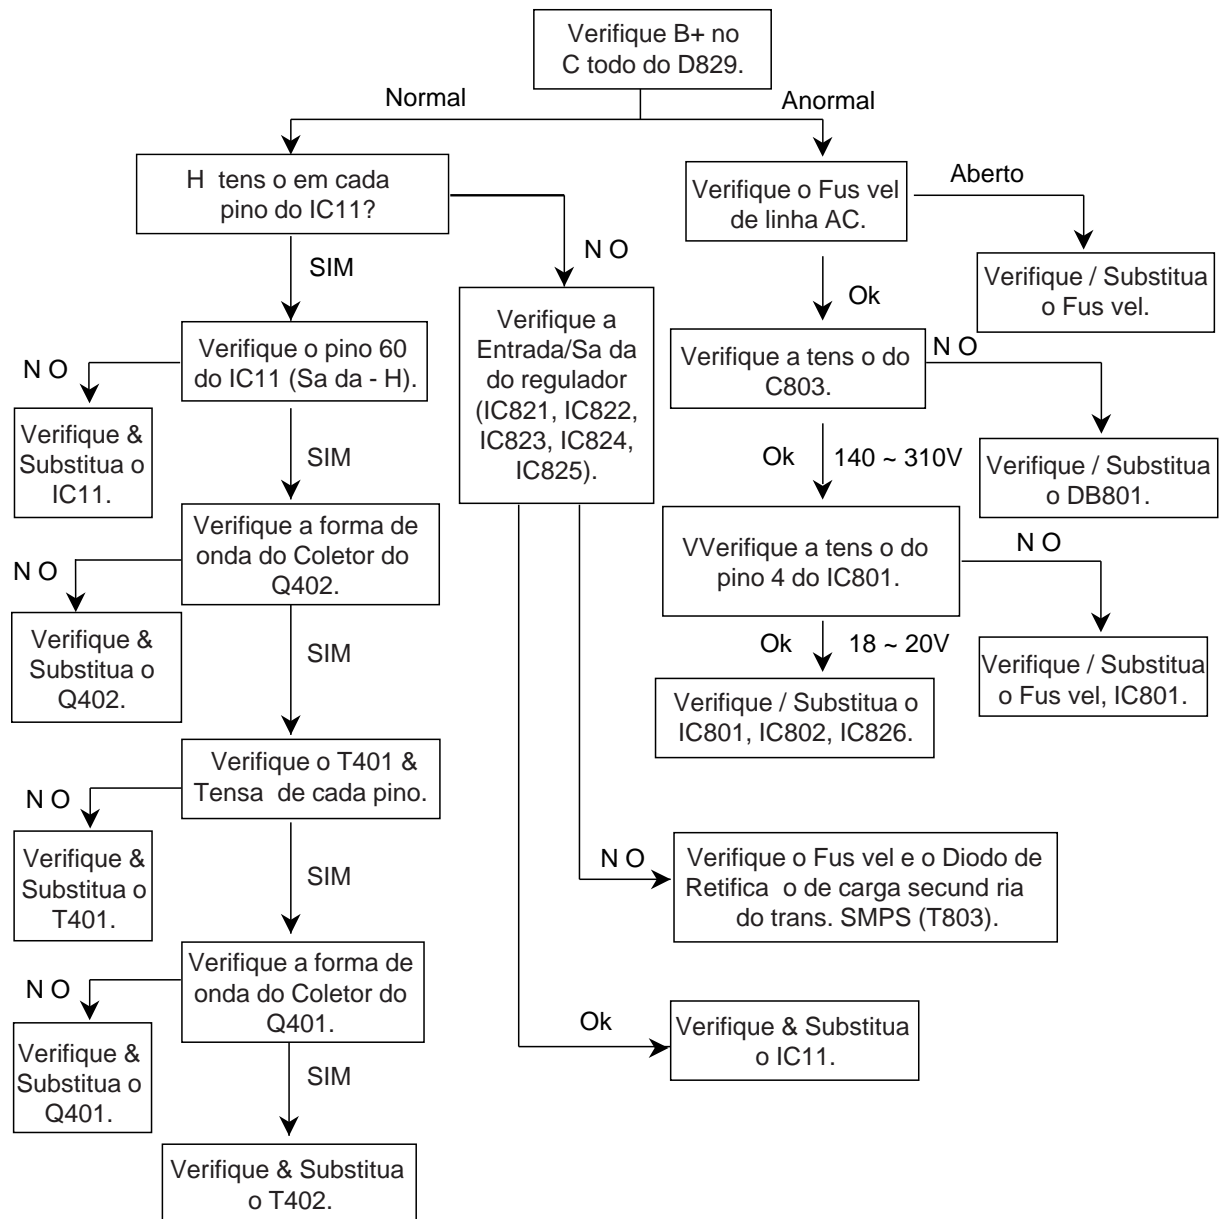 Verifique B+ no
C todo do D829.
Normal
Anormal
H tens o em cada
pino do IC11?
Verifique o Fus vel
de linha AC.
Aberto
N O
SIM
Verifique / Substitua
o Fus vel.
Ok
Verifique a
Entrada/Sa da
do regulador
(IC821, IC822,
IC823, IC824,
IC825).
Verifique o pino 60
do IC11 (Sa da - H).
N O
Verifique a tens o do
C803.
N O
Verifique &
Substitua o
IC11.
SIM
Ok
140 ~ 310V
Verifique / Substitua
o DB801.
Verifique a forma de
onda do Coletor do
Q402.
N O
VVerifique a tens o do
pino 4 do IC801.
N O
Verifique &
Substitua o
Q402.
SIM
Ok
18 ~ 20V
Verifique / Substitua
o Fus vel, IC801.
Verifique / Substitua o
IC801, IC802, IC826.
Verifique o T401 &
Tensa de cada pino.
N O
Verifique &
Substitua o
T401.
SIM
N O
Verifique o Fus vel e o Diodo de
Retifica o de carga secund ria
do trans. SMPS (T803).
Verifique a forma de
onda do Coletor do
Q401.
N O
Ok
Verifique & Substitua
o IC11.
Verifique &
Substitua o
Q401.
SIM
Verifique & Substitua
o T402.